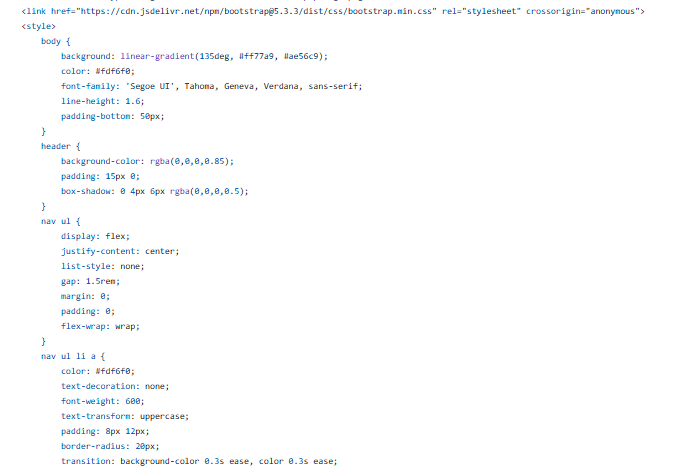 <link href="https://cdn.jsdelivr.net/npm/bootstrap@5.3.3/dist/css/bootstrap.min.css" rel="stylesheet" crossorigin="anonymous">
<style>
body {
background: linear-gradient(135deg, #ff77a9, #ae56c9);
color: #fdf6f0;
font-family: 'Segoe UI', Tahoma, Geneva, Verdana, sans-serif;
line-height: 1.6;
padding-bottom: 50px;
}
header {
background-color: rgba(0,0,0,0.85);
padding: 15px 0;
box-shadow: 0 4px 6px rgba(0,0,0,0.5);
}
nav ul {
display: flex;
justify-content: center;
list-style: none;
gap: 1.5rem;
margin: 0;
padding: 0;
flex-wrap: wrap;
}
nav ul li a {
color: #fdf6f0;
text-decoration: none;
font-weight: 600;
text-transform: uppercase;
padding: 8px 12px;
border-radius: 20px;
transition: background-color 0.3s ease, color 0.3s ease;